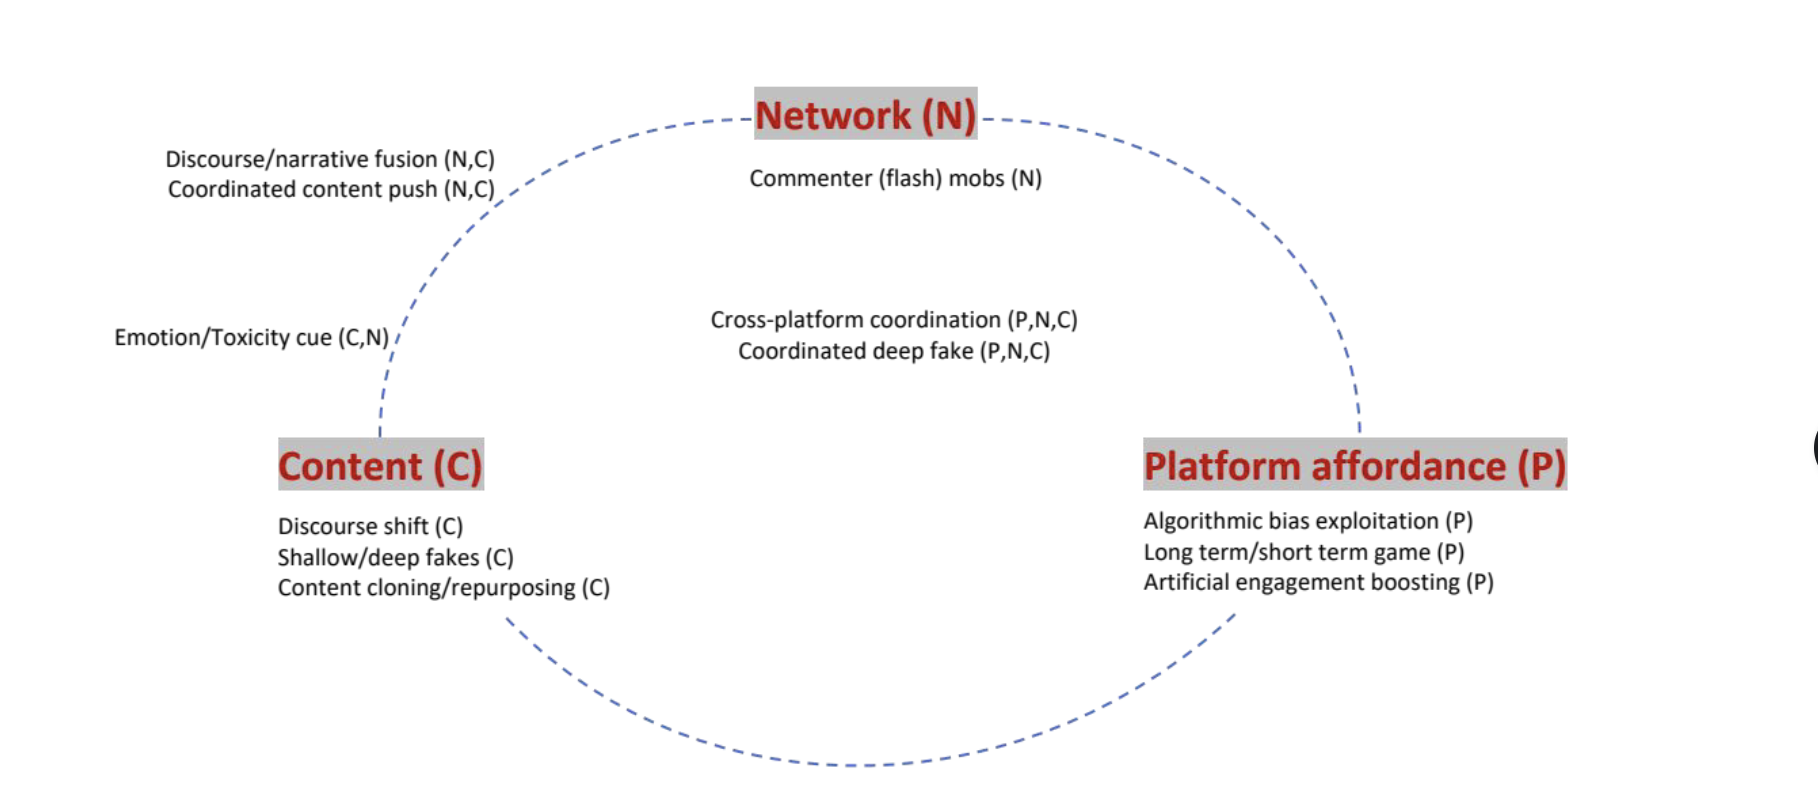 Network (N)
Discourse/narrative fusion (N,C)
Coordinated content push (N,C)
Commenter (flash) mobs (N)
Emotion/Toxicity cue (C,N)
Cross-platform coordination (P,N,C)
Coordinated deep fake (P,N,C)
Content (C)
Discourse shift (C)
Shallow/deep fakes (C)
Content cloning/repurposing (C)
Platform affordance (P)
Algorithmic bias exploitation (P)
Long term/short term game (P)
Artificial engagement boosting (P)